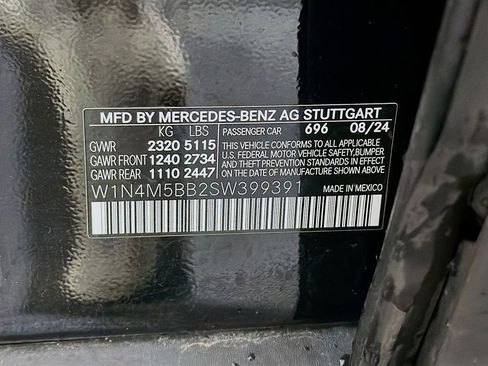 MFD BY MERCEDES-BENZ AG STUTTGART
KG LBS PASSENGER CAR 696 08/24
GVWR 2320 5115 THIS VEHICLE CONFORMS TO ALL APPLICABLE
GAWR FRONT 1240 2734 U.S. FEDERAL MOTOR VEHICLE SAFETY, BUMPER
GAWR REAR 1110 2447 AND THEFT PREVENTION STANDARDS IN EFFECT ON THE DATE OF MANUFACTURE SHOWN ABOVE.
W1N4M5BB2SW399391 MADE IN MEXICO